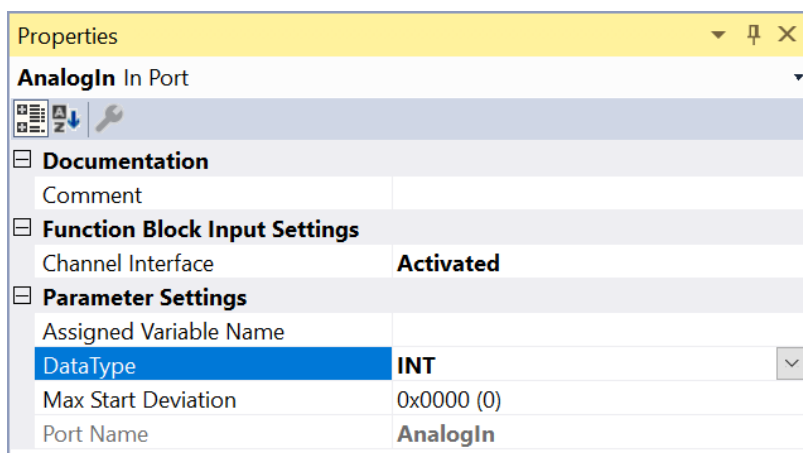 Properties
AnalogIn In Port
Documentation
Comment
Function Block Input Settings
Channel Interface Activated
Parameter Settings
Assigned Variable Name
DataType INT
Max Start Deviation 0x0000 (0)
Port Name AnalogIn